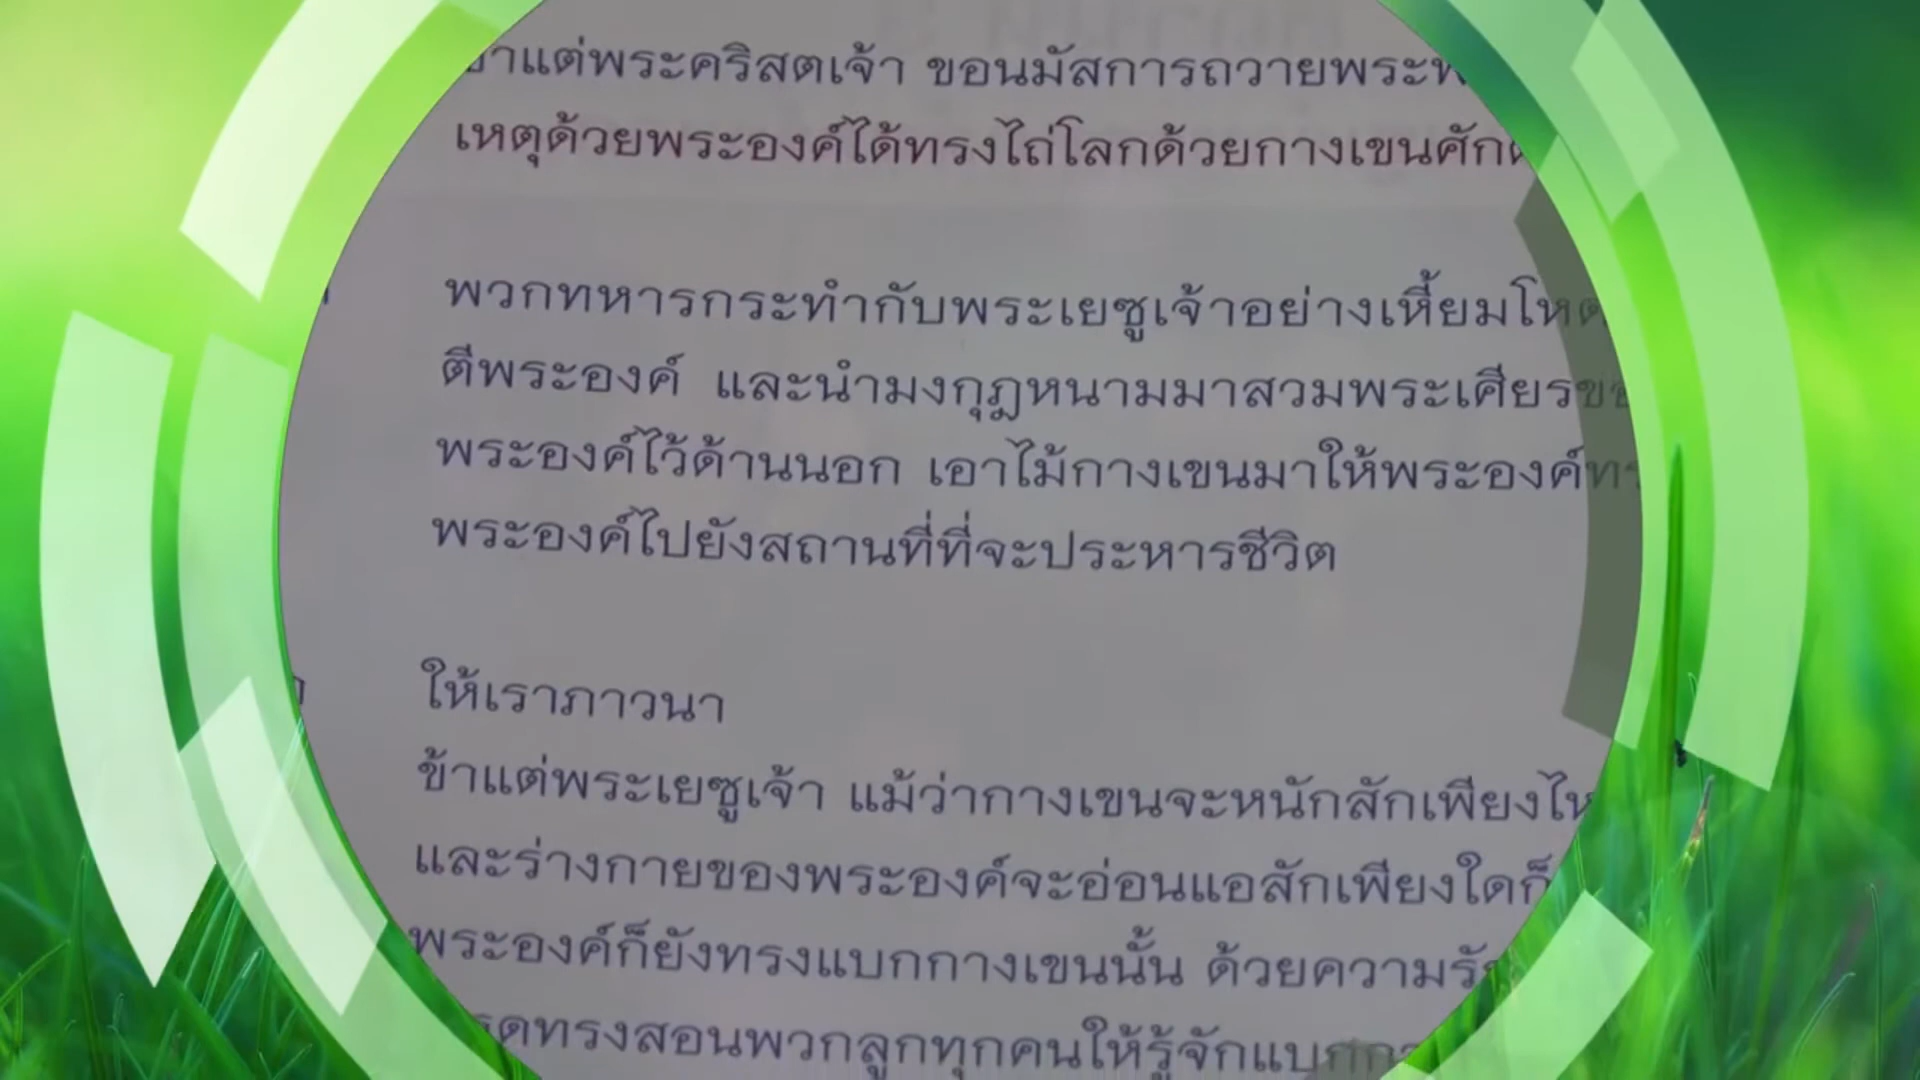 ข้าแต่พระคริสตเจ้า ขอนมัสการถวายพระพ
เหตุด้วยพระองค์ได้ทรงไถ่โลกด้วยกางเขนศักด
พวกทหารกระทำกับพระเยซูเจ้าอย่างเหี้ยมโหด
ตีพระองค์ และนำมงกุฎหนามมาสวมพระเศียรขอ
พระองค์ไว้ด้านนอก เอาไม้กางเขนมาให้พระองค์ทร
พระองค์ไปยังสถานที่ที่จะประหารชีวิต
ให้เราภาวนา
ข้าแต่พระเยซูเจ้า แม้ว่ากางเขนจะหนักสักเพียงไห
และร่างกายของพระองค์จะอ่อนแอสักเพียงใดก็
พระองค์ก็ยังทรงแบกกางเขนนั้น ด้วยความรัก
รดทรงสอนพวกลูกทุกคนให้รู้จักแบกกา